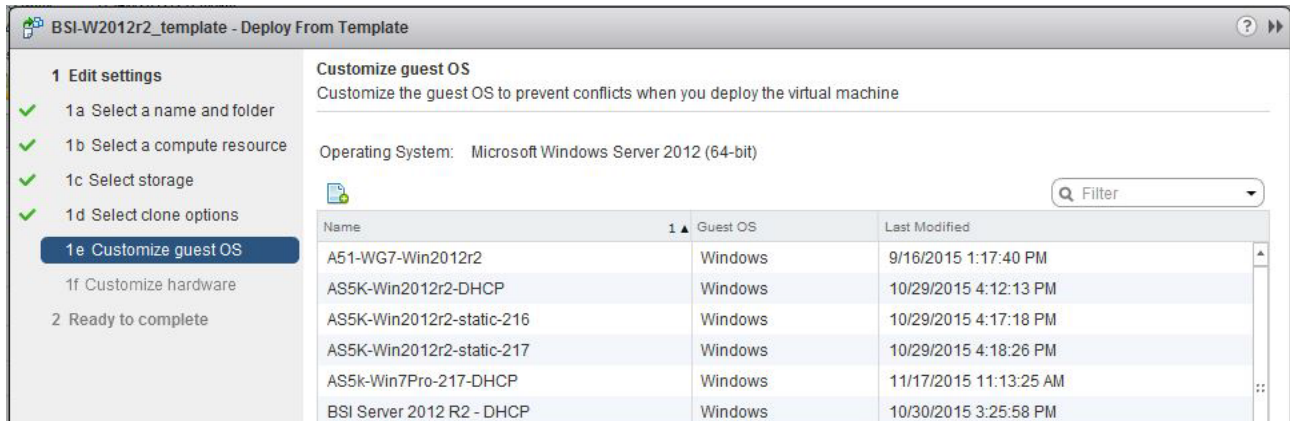 BSI-W2012r2_template - Deploy From Template
?
1 Edit settings
1a Select a name and folder
1b Select a compute resource
1c Select storage
1d Select clone options
1e Customize guest OS
1f Customize hardware
2 Ready to complete
Customize guest OS
Customize the guest OS to prevent conflicts when you deploy the virtual machine
Operating System: Microsoft Windows Server 2012 (64-bit)
Filter
Name 1 Guest OS Last Modified
A51-WG7-Win2012r2 Windows 9/16/2015 1:17:40 PM
AS5K-Win2012r2-DHCP Windows 10/29/2015 4:12:13 PM
AS5K-Win2012r2-static-216 Windows 10/29/2015 4:17:18 PM
AS5K-Win2012r2-static-217 Windows 10/29/2015 4:18:26 PM
AS5k-Win7Pro-217-DHCP Windows 11/17/2015 11:13:25 AM
BSI Server 2012 R2 - DHCP Windows 10/30/2015 3:25:58 PM